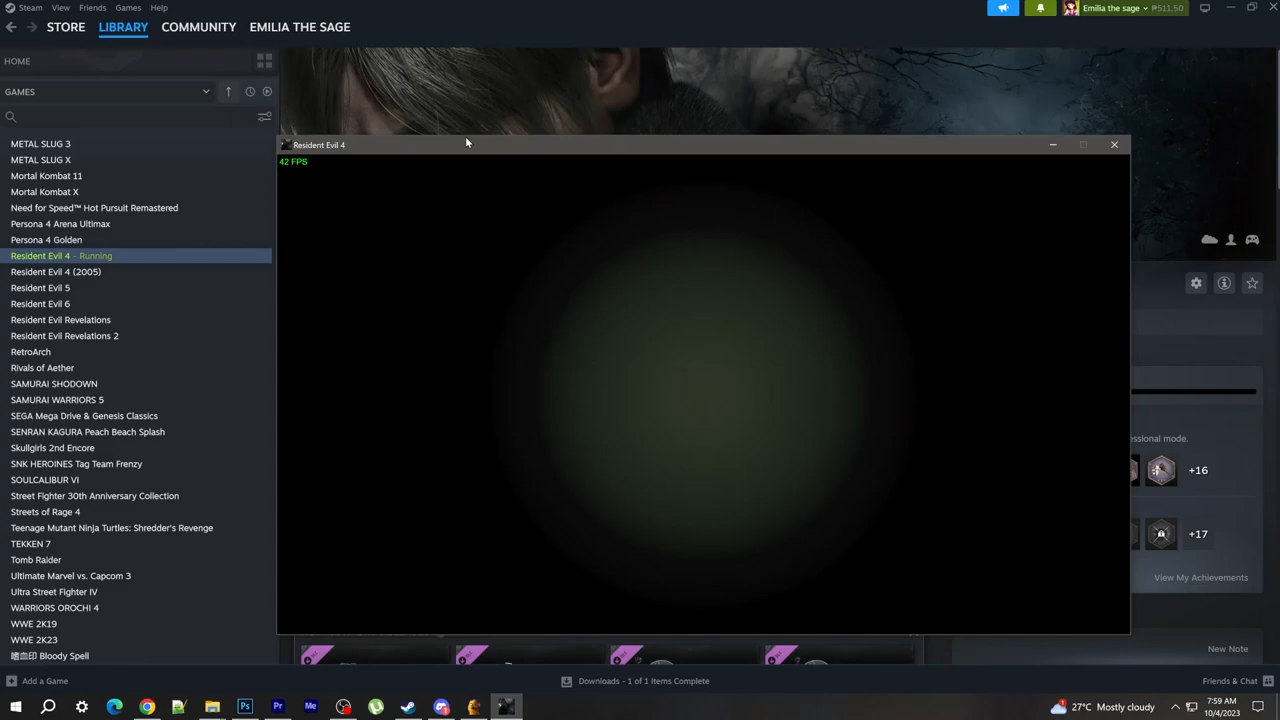 Steam View Friends Games Help
Emilia the sage ₱511.50
STORE LIBRARY COMMUNITY EMILIA THE SAGE
HOME
GAMES
METAL SLUG 3
METAL SLUG X
Mortal Kombat 11
Mortal Kombat X
Need for Speed™ Hot Pursuit Remastered
Persona 4 Arena Ultimax
Persona 4 Golden
Resident Evil 4 - Running
Resident Evil 4 (2005)
Resident Evil 5
Resident Evil 6
Resident Evil Revelations
Resident Evil Revelations 2
RetroArch
Rivals of Aether
SAMURAI SHODOWN
SAMURAI WARRIORS 5
SEGA Mega Drive & Genesis Classics
SENRAN KAGURA Peach Beach Splash
Skullgirls 2nd Encore
SNK HEROINES Tag Team Frenzy
SOULCALIBUR VI
Street Fighter 30th Anniversary Collection
Streets of Rage 4
Teenage Mutant Ninja Turtles: Shredder's Revenge
TEKKEN 7
Tomb Raider
Ultimate Marvel vs. Capcom 3
Ultra Street Fighter IV
WARRIORS OROCHI 4
WWE 2K19
WWE 2K23
嗜血印 Bloody Spell
Resident Evil 4
42 FPS
essional mode.
+16
+17
View My Achievements
New Note
Add a Game
Downloads - 1 of 1 Items Complete
Friends & Chat
Ps Pr Me
27°C Mostly cloudy
7:59 AM
10/4/2023